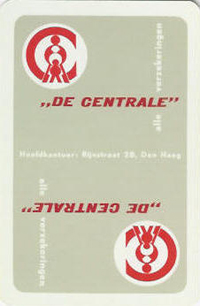 alle verzekeringen
„DE CENTRALE”
Hoofdkantoor: Rijnstraat 28, Den Haag
„DE CENTRALE”
alle verzekeringen